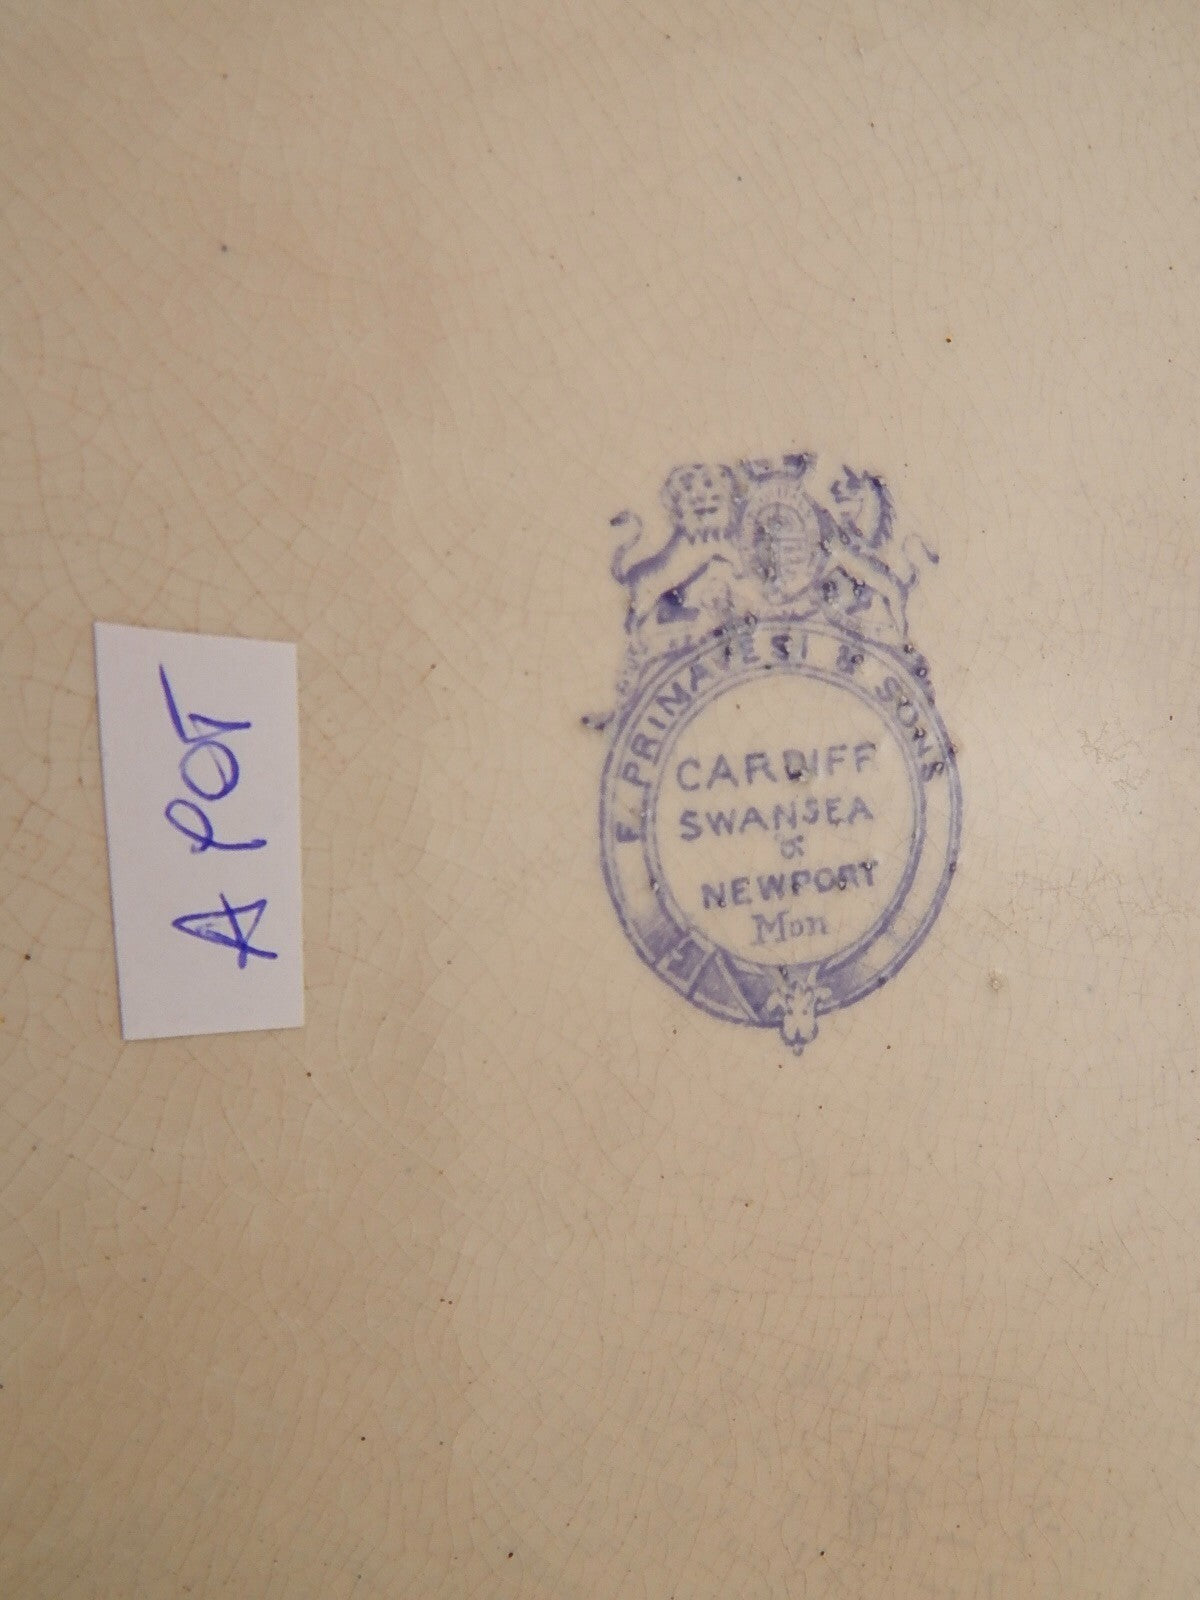 F. PRIMAVESI & SONS
CARDIFF
SWANSEA
&
NEWPORT
Mon
A POT